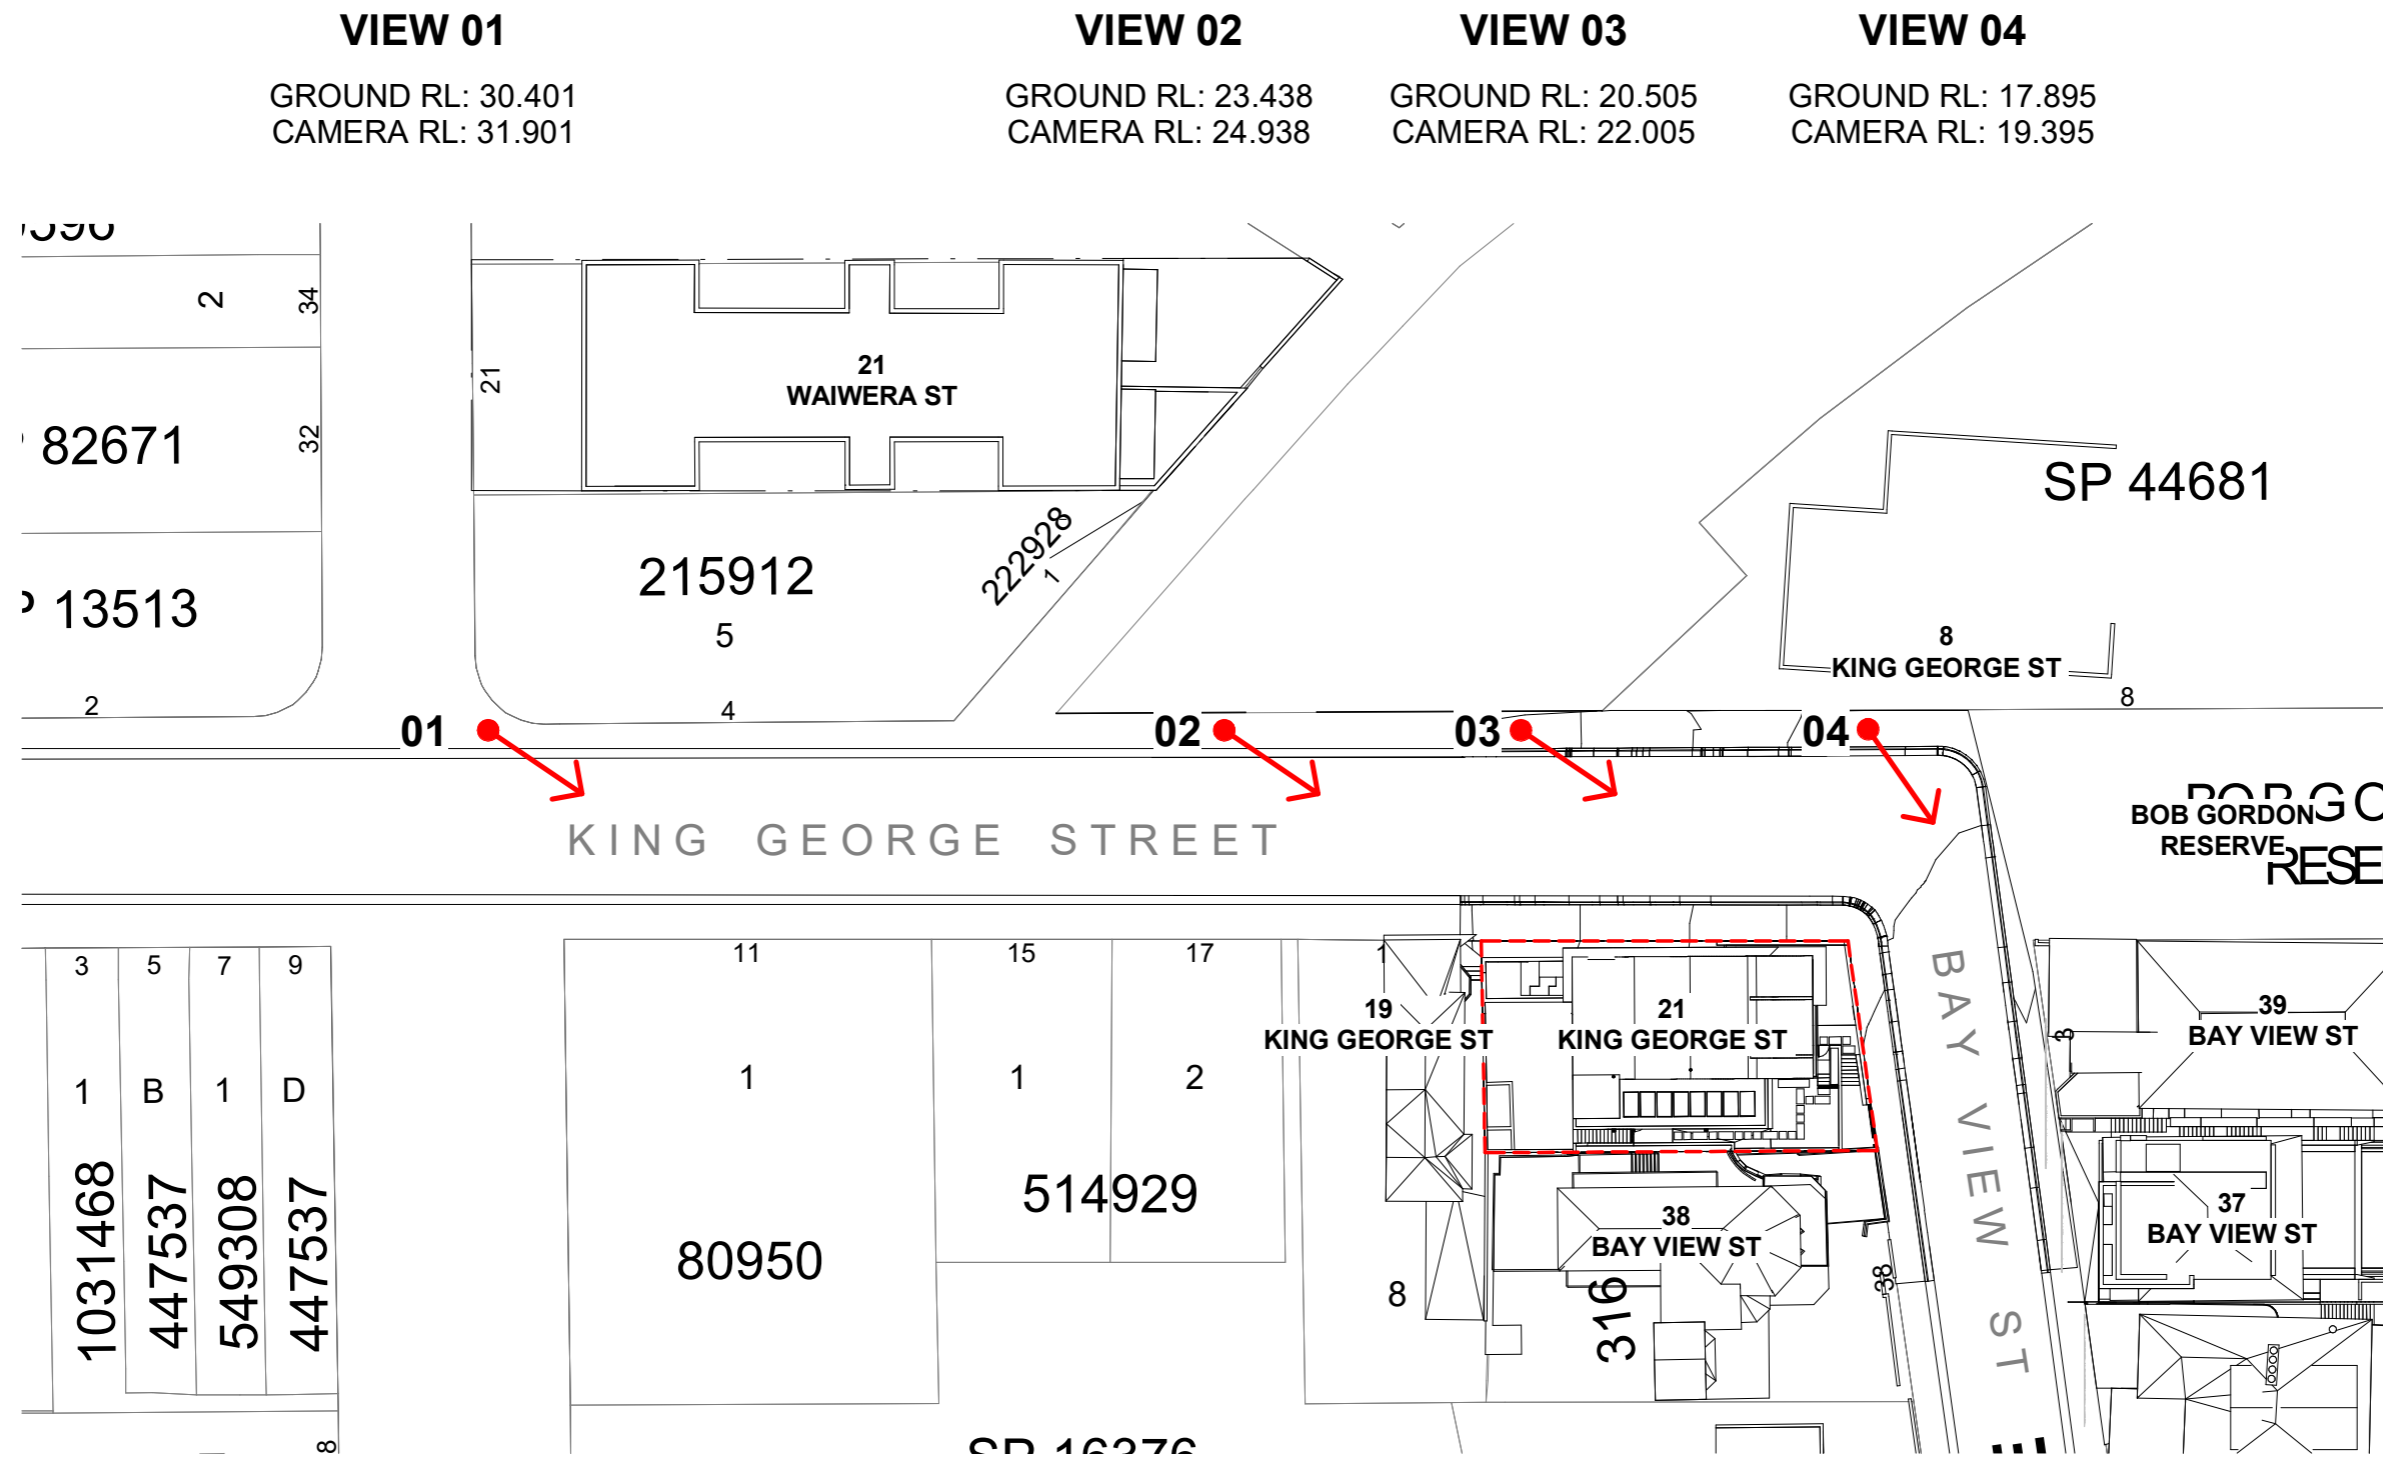 VIEW 01
GROUND RL: 30.401
CAMERA RL: 31.901
VIEW 02
GROUND RL: 23.438
CAMERA RL: 24.938
VIEW 03
GROUND RL: 20.505
CAMERA RL: 22.005
VIEW 04
GROUND RL: 17.895
CAMERA RL: 19.395
2
34
21
32
82671
21
WAIWERA ST
SP 44681
13513
215912
5
222928
1
8
KING GEORGE ST
2
4
8
01
02
03
04
KING GEORGE STREET
BOB GORDON
RESERVE
3
5
7
9
11
15
17
19
KING GEORGE ST
21
KING GEORGE ST
BAY VIEW ST
39
BAY VIEW ST
1
B
1
D
1
1
2
1031468
447537
549308
447537
80950
514929
8
38
BAY VIEW ST
316
38
37
BAY VIEW ST
8
SP 16376